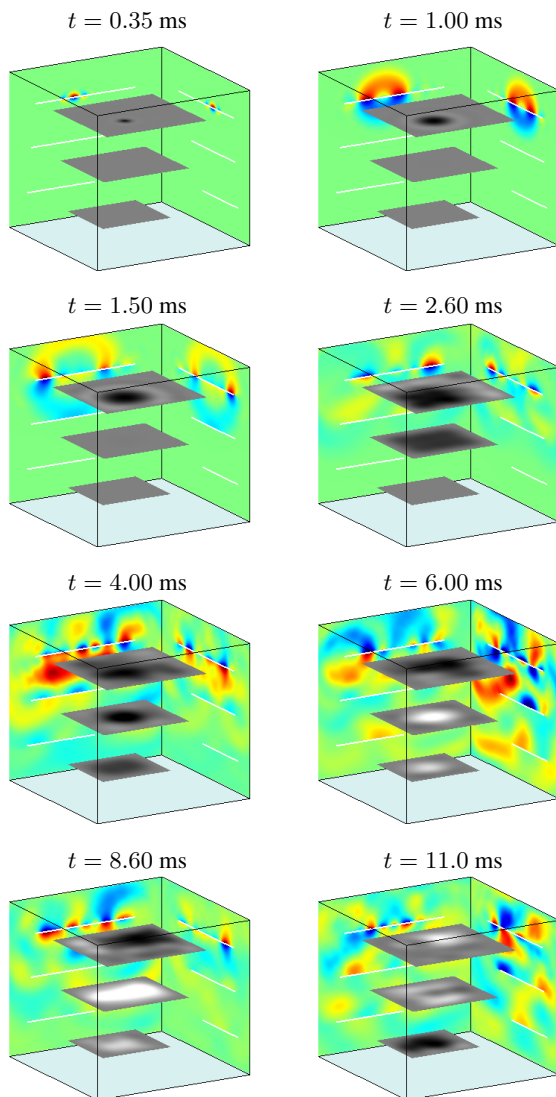 t = 0.35 ms
t = 1.00 ms
t = 1.50 ms
t = 2.60 ms
t = 4.00 ms
t = 6.00 ms
t = 8.60 ms
t = 11.0 ms